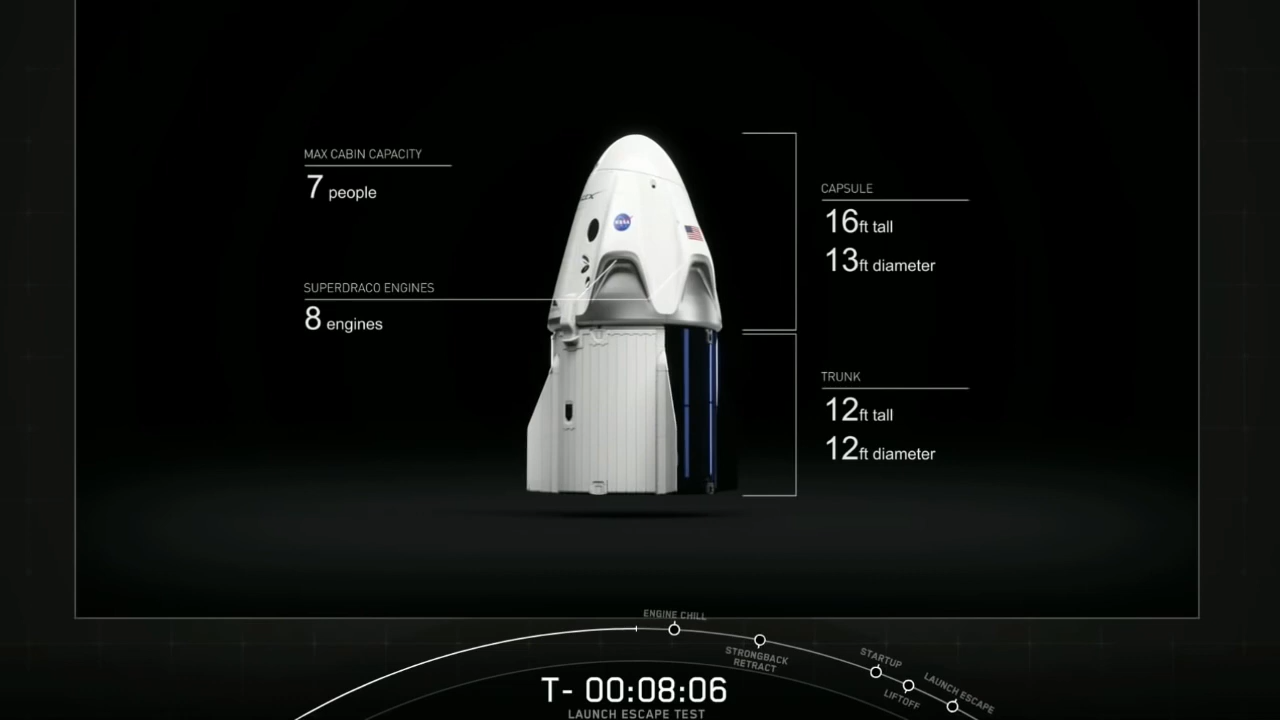 MAX CABIN CAPACITY
7 people
SUPERDRACO ENGINES
8 engines
NASA
CAPSULE
16ft tall
13ft diameter
TRUNK
12ft tall
12ft diameter
ENGINE CHILL
STRONGBACK
RETRACT
STARTUP
LIFTOFF
LAUNCH ESCAPE
T- 00:08:06
LAUNCH ESCAPE TEST